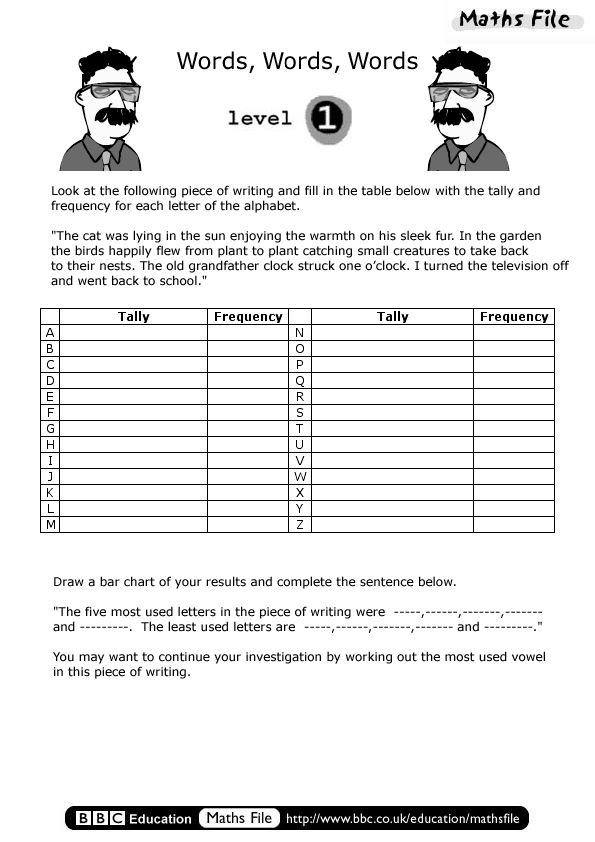 Maths File
Words, Words, Words
level 1
Look at the following piece of writing and fill in the table below with the tally and
frequency for each letter of the alphabet.
"The cat was lying in the sun enjoying the warmth on his sleek fur. In the garden
the birds happily flew from plant to plant catching small creatures to take back
to their nests. The old grandfather clock struck one o’clock. I turned the television off
and went back to school."
Tally Frequency Tally Frequency
A N
B O
C P
D Q
E R
F S
G T
H U
I V
J W
K X
L Y
M Z
Draw a bar chart of your results and complete the sentence below.
"The five most used letters in the piece of writing were -----,------,-------,-------
and ---------. The least used letters are -----,------,-------,------- and ---------."
You may want to continue your investigation by working out the most used vowel
in this piece of writing.
BBC Education Maths File http://www.bbc.co.uk/education/mathsfile